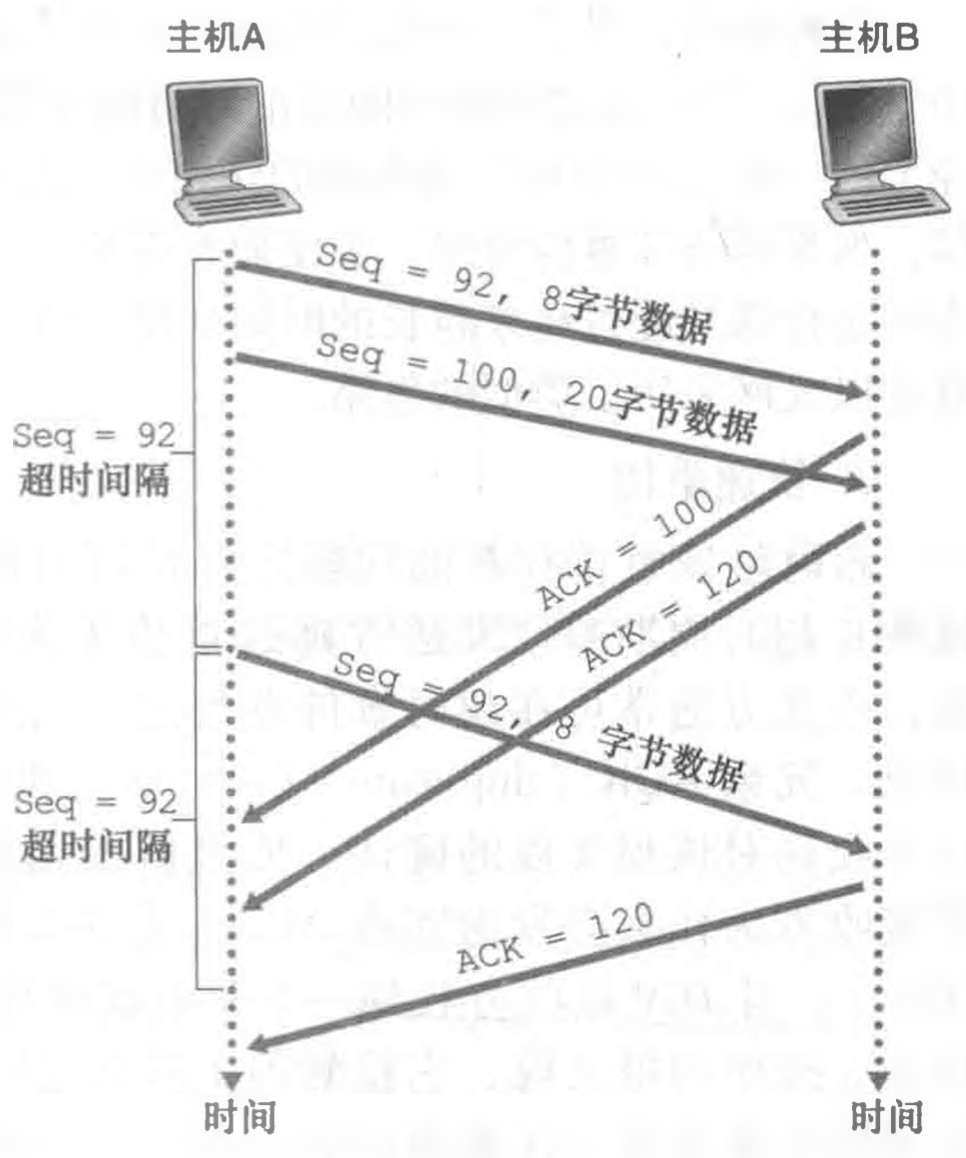 主机A
主机B
Seq = 92, 8字节数据
Seq = 100, 20字节数据
Seq = 92
超时间隔
ACK = 100
ACK = 120
Seq = 92, 8 字节数据
Seq = 92
超时间隔
ACK = 120
时间
时间